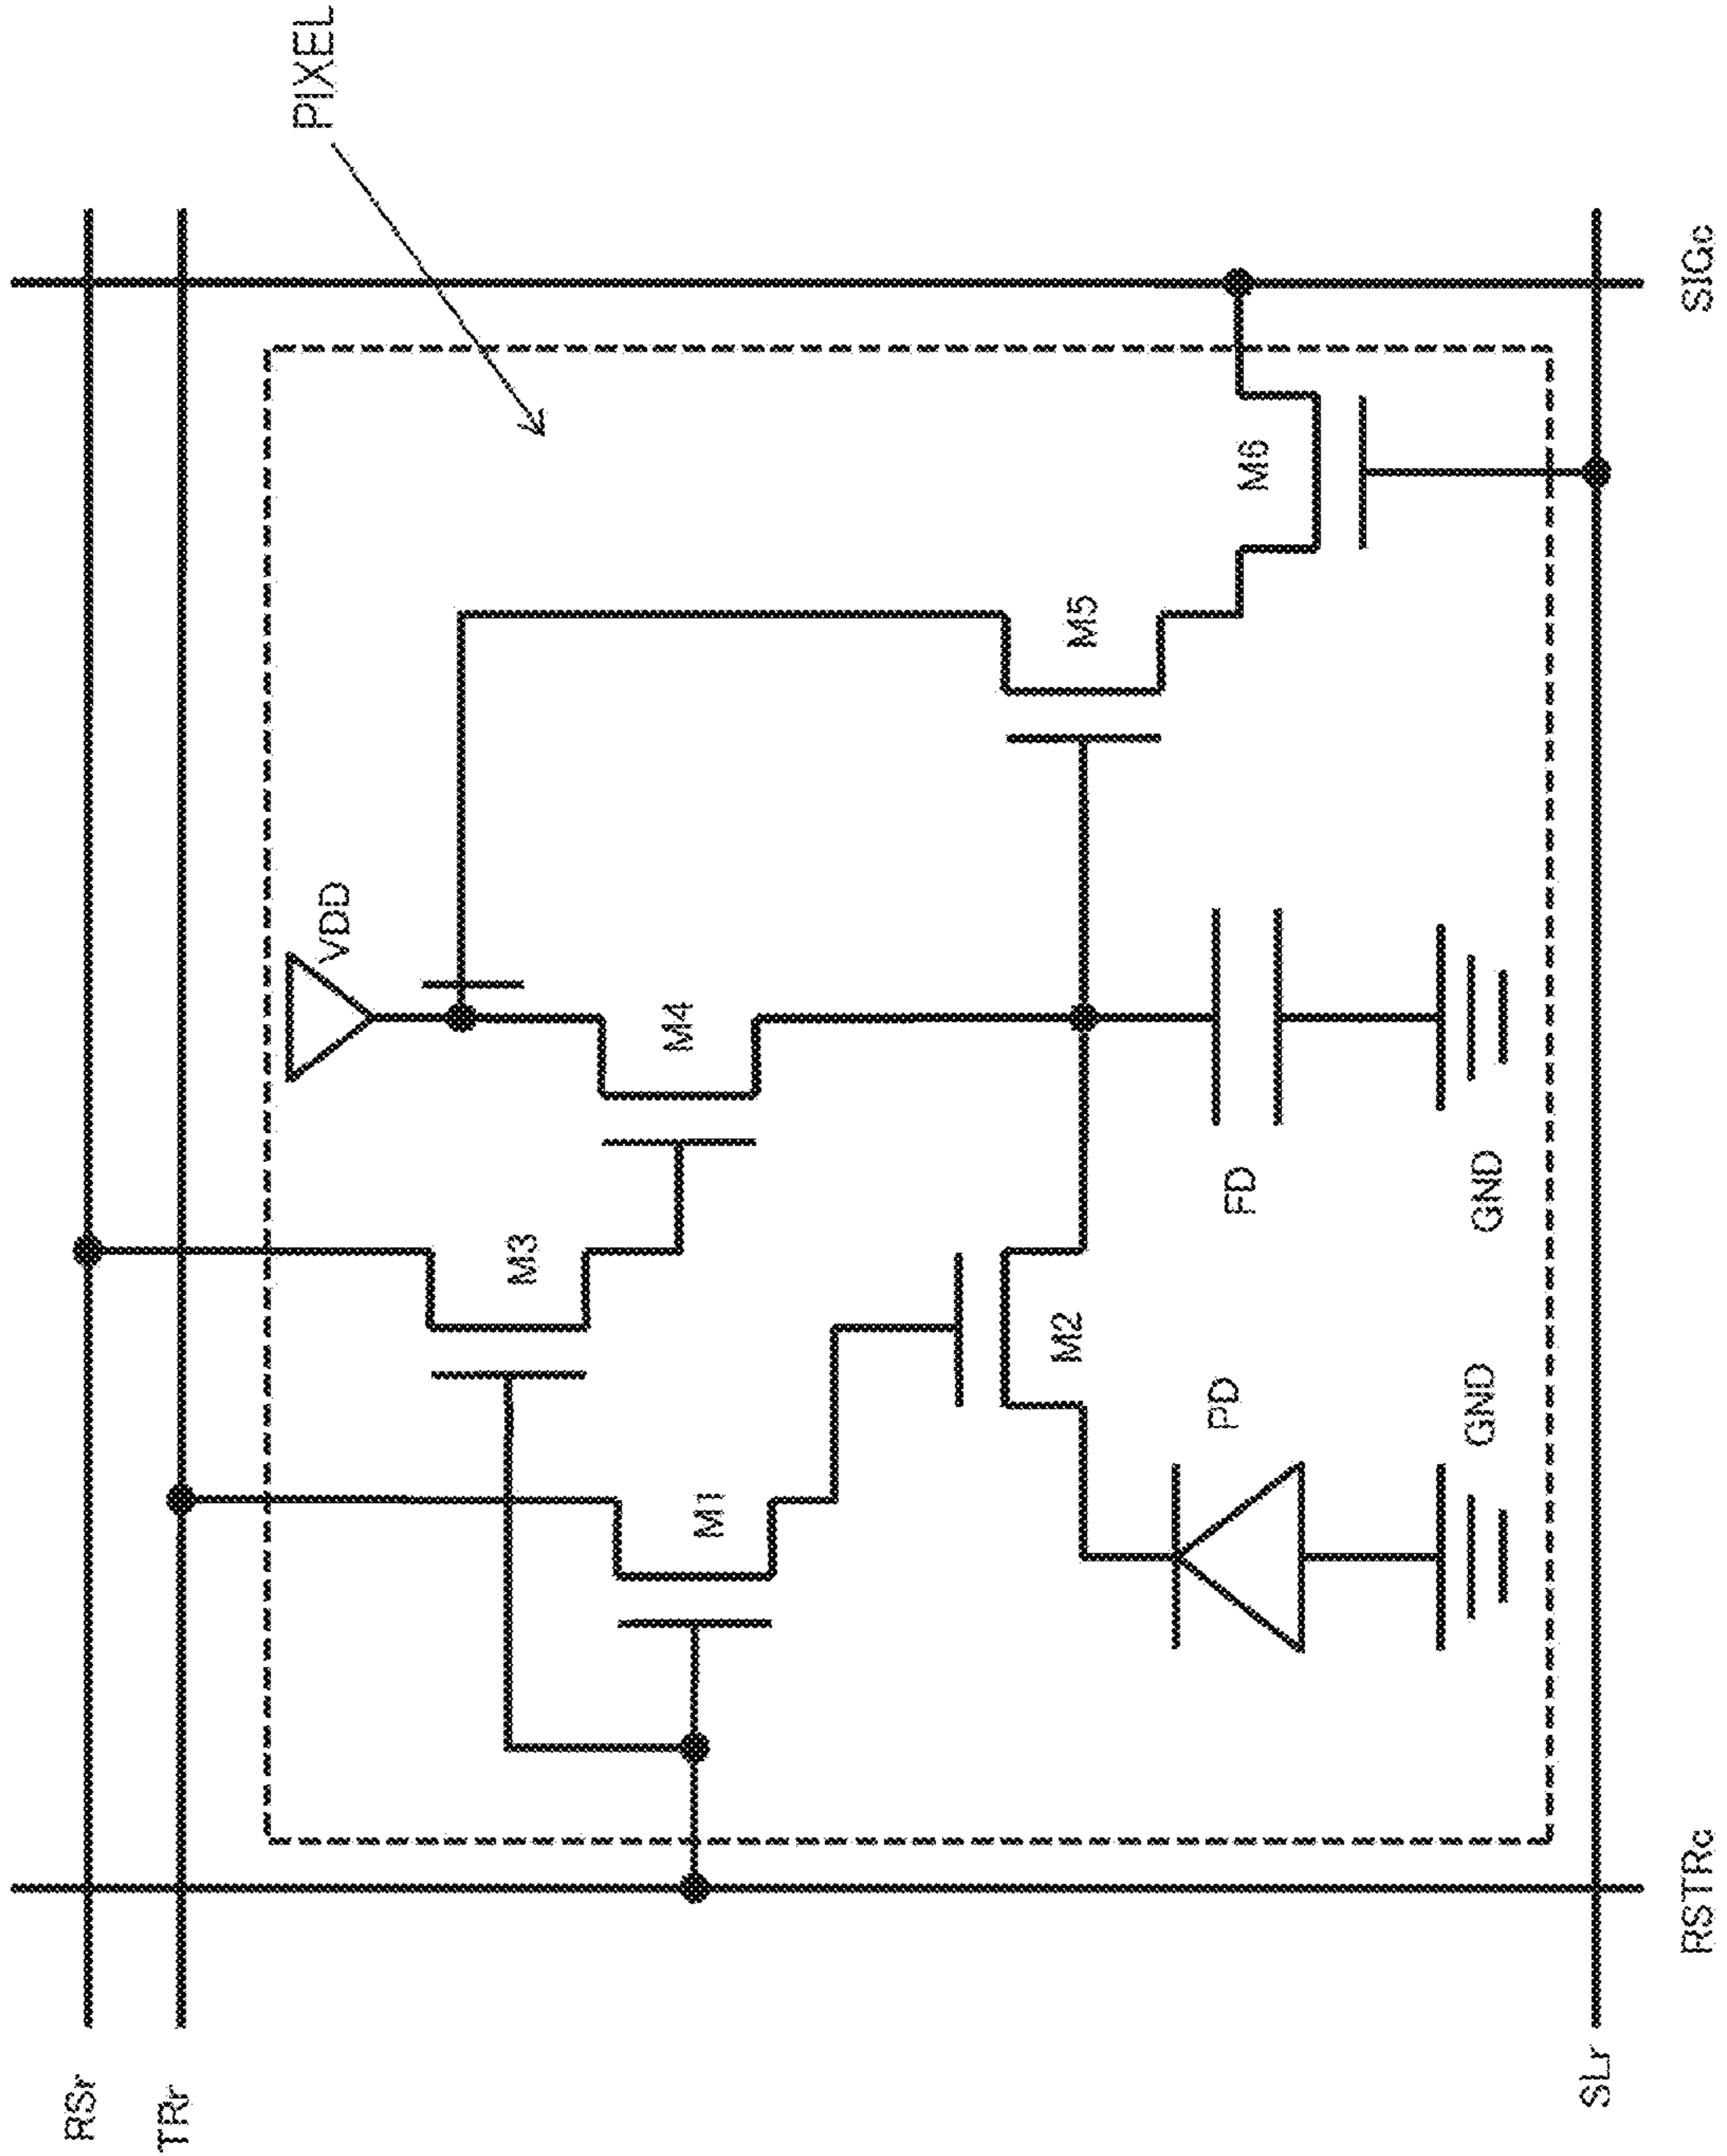 PIXEL
RSr
TRr
VDD
M3
M4
M1
M5
M6
M2
PD
FD
GND
GND
SLr
RSTRc
SIGc